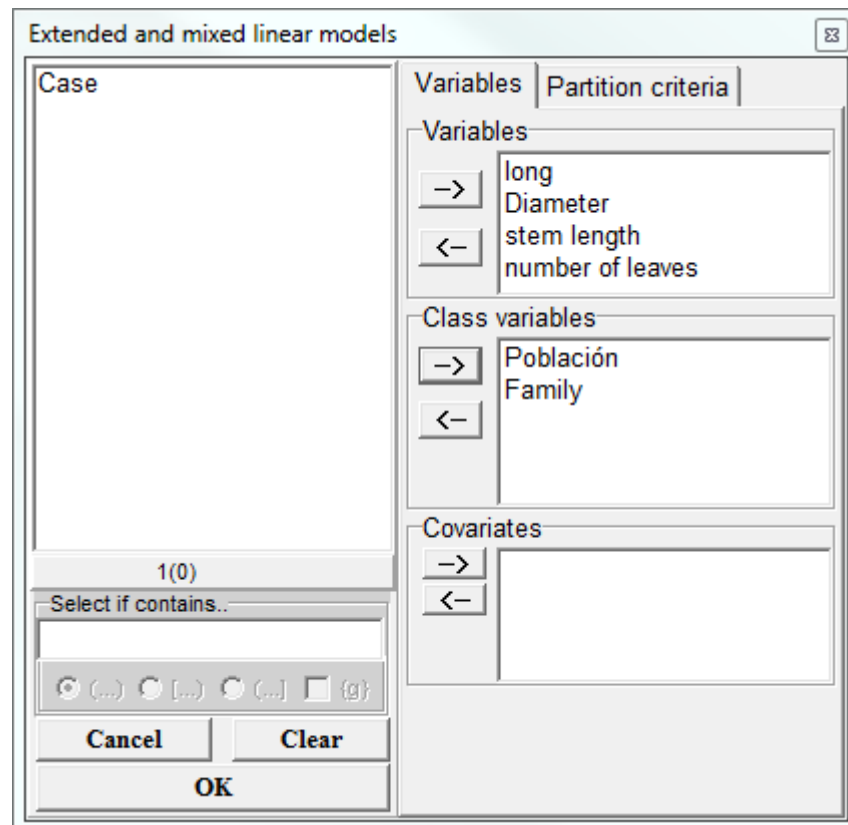 Extended and mixed linear models
Case
1(0)
Select if contains..
(...) [...) (...] {g}
Cancel Clear
OK
Variables Partition criteria
Variables
–>
<–
long
Diameter
stem length
number of leaves
Class variables
–>
<–
Población
Family
Covariates
–>
<–